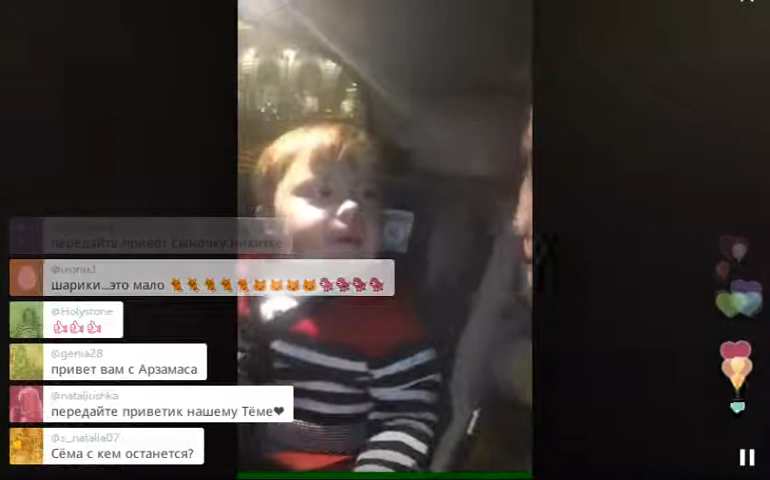 передайте привет сыночку никитке
@ixonia1
шарики...это мало 🐈🐈🐈🐈🐈🐱🐱🐱🐱🐩🐩🐩🐩
@Holystone
👍👍👍
@genia28
привет вам с Арзамаса
@nataljushka
передайте приветик нашему Тёме❤
@s_natalia07
Сёма с кем останется?